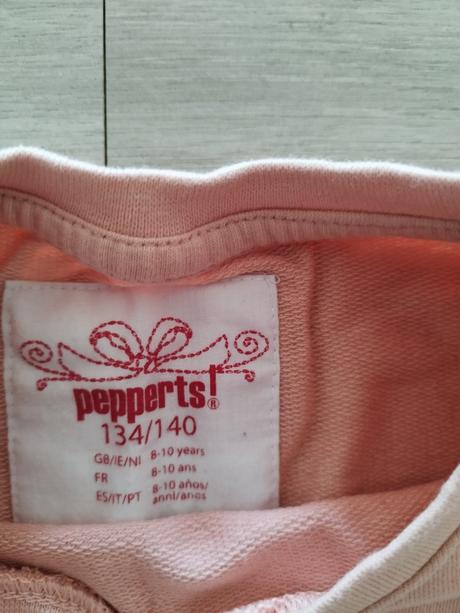 pepperts!®
134/140
GB/IE/NI 8-10 years
FR 8-10 ans
ES/IT/PT 8-10 años/
anni/anos